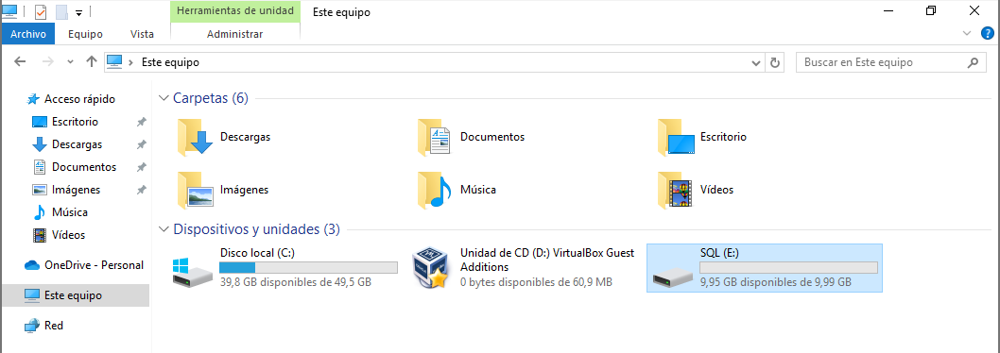 Herramientas de unidad
Este equipo
Archivo
Equipo
Vista
Administrar
Este equipo
Buscar en Este equipo
Acceso rápido
Escritorio
Descargas
Documentos
Imágenes
Música
Vídeos
OneDrive - Personal
Este equipo
Red
Carpetas (6)
Descargas
Documentos
Escritorio
Imágenes
Música
Vídeos
Dispositivos y unidades (3)
Disco local (C:)
39,8 GB disponibles de 49,5 GB
Unidad de CD (D:) VirtualBox Guest
Additions
0 bytes disponibles de 60,9 MB
SQL (E:)
9,95 GB disponibles de 9,99 GB